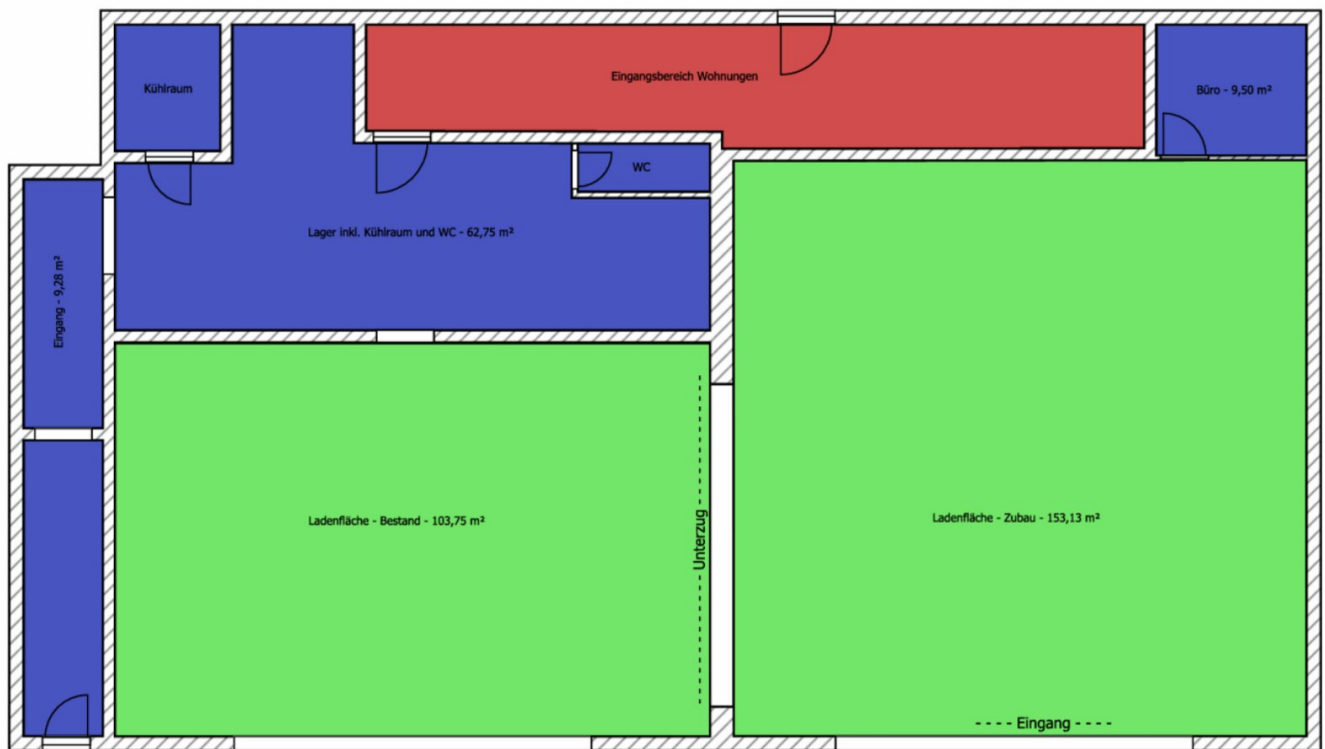 Eingangsbereich Wohnungen
Kühlraum
Büro - 9,50 m²
WC
Lager inkl. Kühlraum und WC - 62,75 m²
Eingang - 9,28 m²
Ladenfläche - Bestand - 103,75 m²
Unterzug
Ladenfläche - Zubau - 153,13 m²
---- Eingang ----